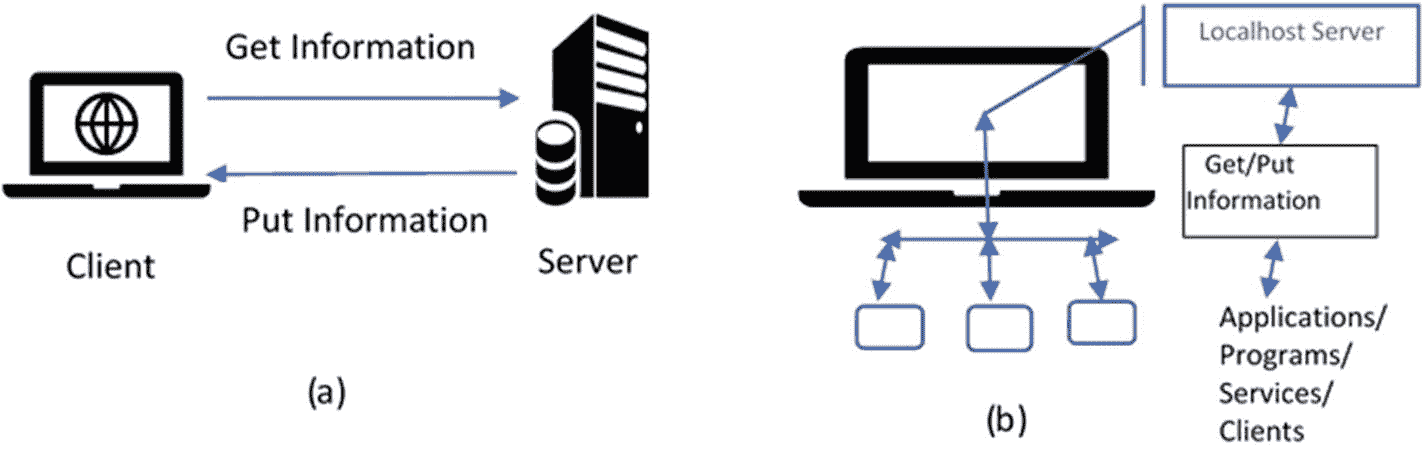 Get Information
Put Information
Client
Server
(a)
Localhost Server
Get/Put
Information
Applications/
Programs/
Services/
Clients
(b)